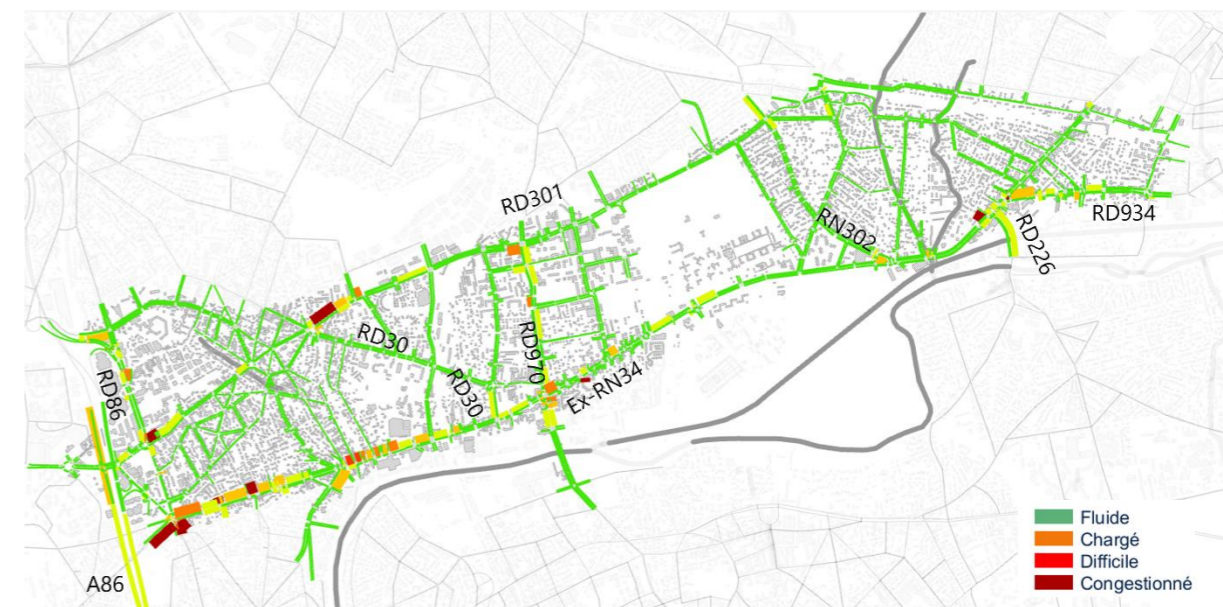 RD301
RN302
RD934
RD226
RD30
RD970
RD86
RD30
Ex-RN34
A86
Fluide
Chargé
Difficile
Congestionné